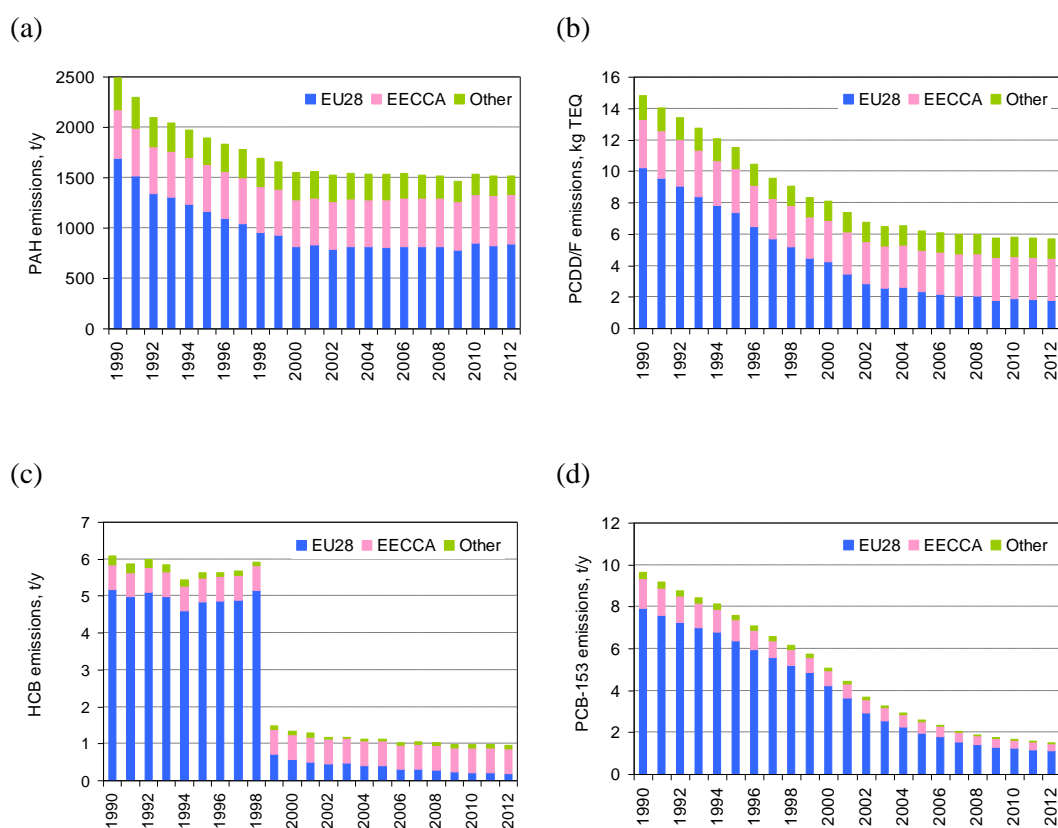 (a)
PAH emissions, t/y
2500
2000
1500
1000
500
0
EU28 EECCA Other
1990 1992 1994 1996 1998 2000 2002 2004 2006 2008 2010 2012
(b)
PCDD/F emissions, kg TEQ
16
14
12
10
8
6
4
2
0
EU28 EECCA Other
1990 1992 1994 1996 1998 2000 2002 2004 2006 2008 2010 2012
(c)
HCB emissions, t/y
7
6
5
4
3
2
1
0
EU28 EECCA Other
1990 1992 1994 1996 1998 2000 2002 2004 2006 2008 2010 2012
(d)
PCB-153 emissions, t/y
12
10
8
6
4
2
0
EU28 EECCA Other
1990 1992 1994 1996 1998 2000 2002 2004 2006 2008 2010 2012